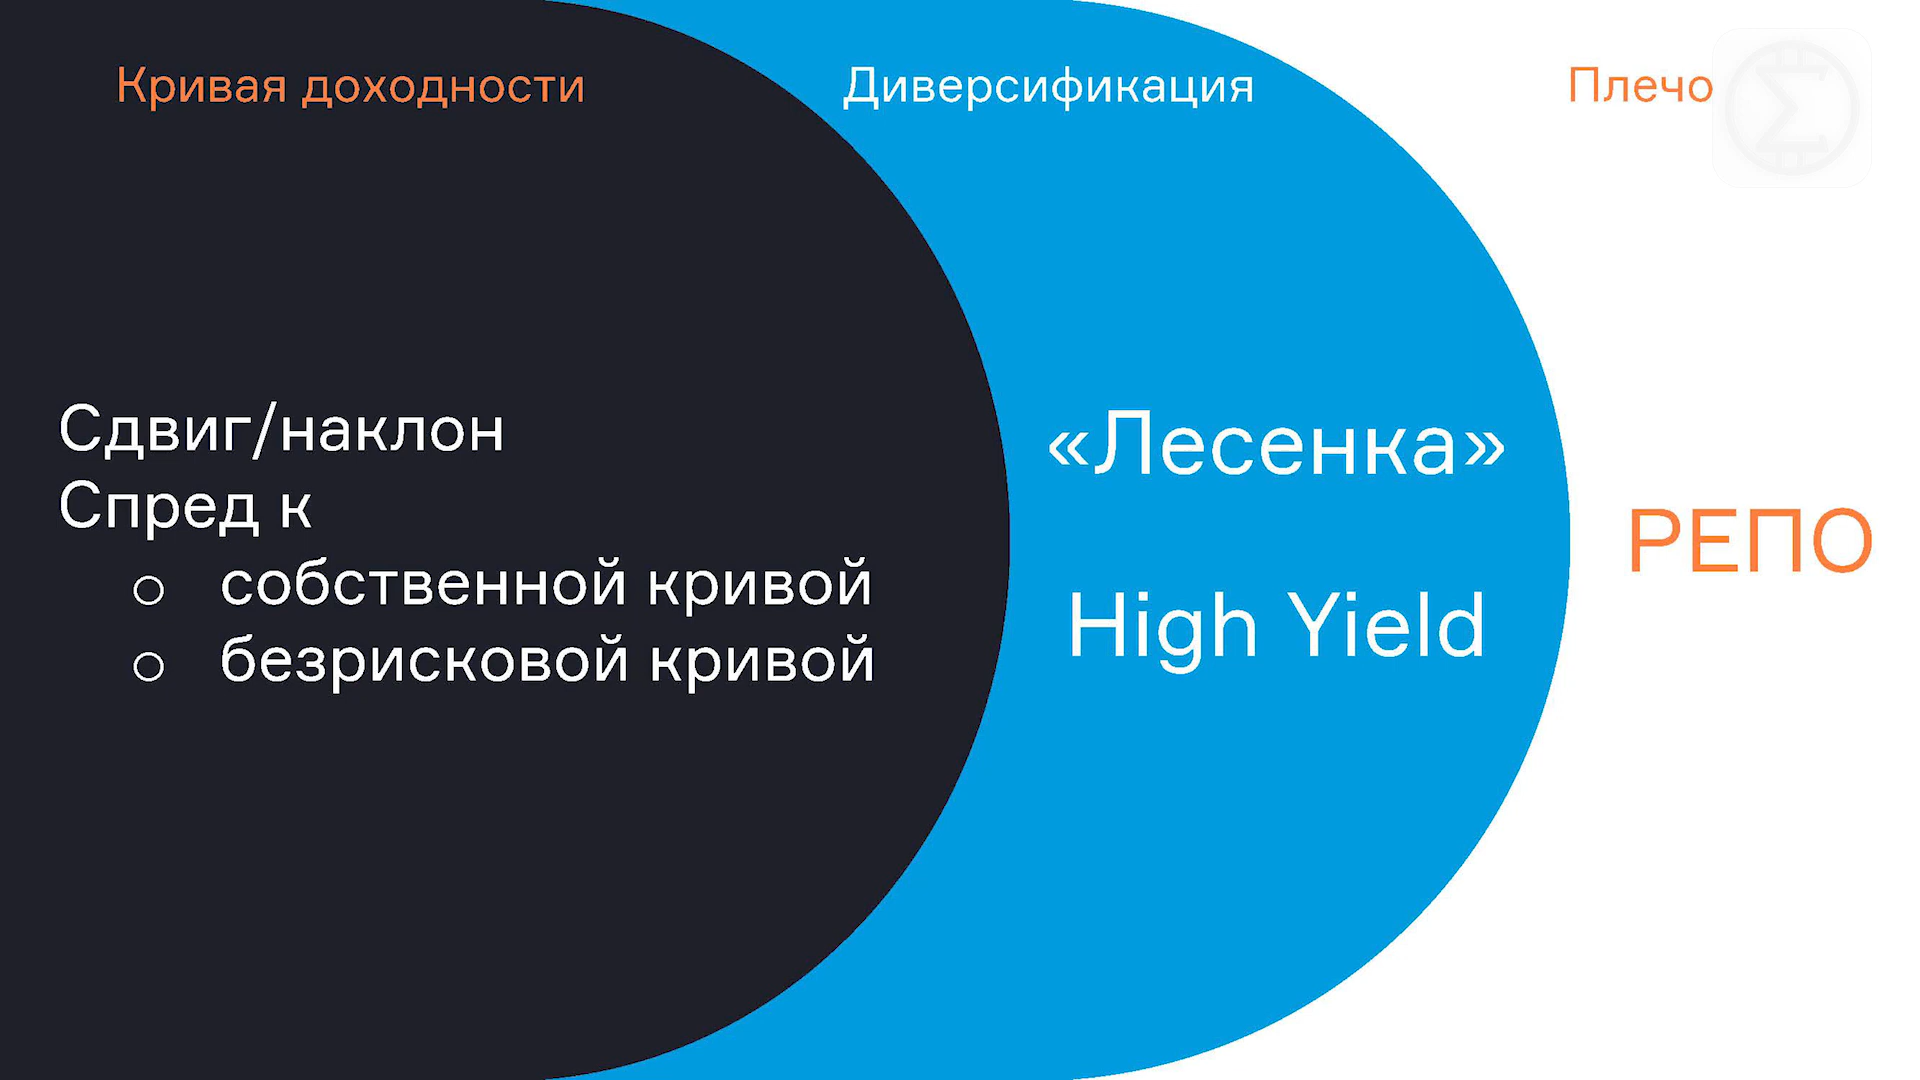 Кривая доходности
Диверсификация
Плечо
Сдвиг/наклон
Спред к
собственной кривой
безрисковой кривой
«Лесенка»
High Yield
РЕПО